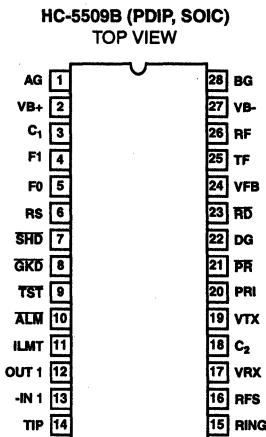 HC-5509B (PDIP, SOIC)
TOP VIEW
AG 1 28 BG
VB+ 2 27 VB-
C1 3 26 RF
F1 4 25 TF
F0 5 24 VFB
RS 6 23 RD
SHD 7 22 DG
GKD 8 21 PR
TST 9 20 PRI
ALM 10 19 VTX
ILMT 11 18 C2
OUT 1 12 17 VRX
-IN 1 13 16 RFS
TIP 14 15 RING